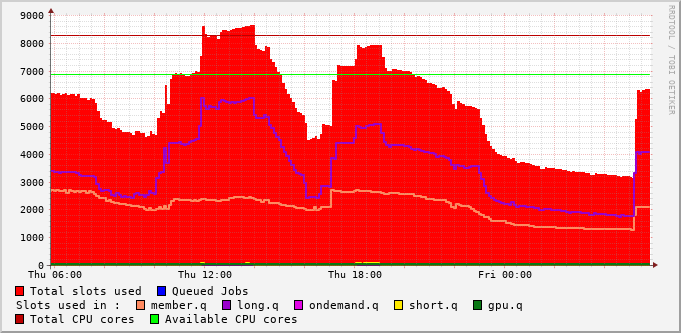 9000
8000
7000
6000
5000
4000
3000
2000
1000
0
Thu 06:00 Thu 12:00 Thu 18:00 Fri 00:00
RRDTOOL / TOBI OETIKER
Total slots used Queued Jobs
Slots used in : member.q long.q ondemand.q short.q gpu.q
Total CPU cores Available CPU cores